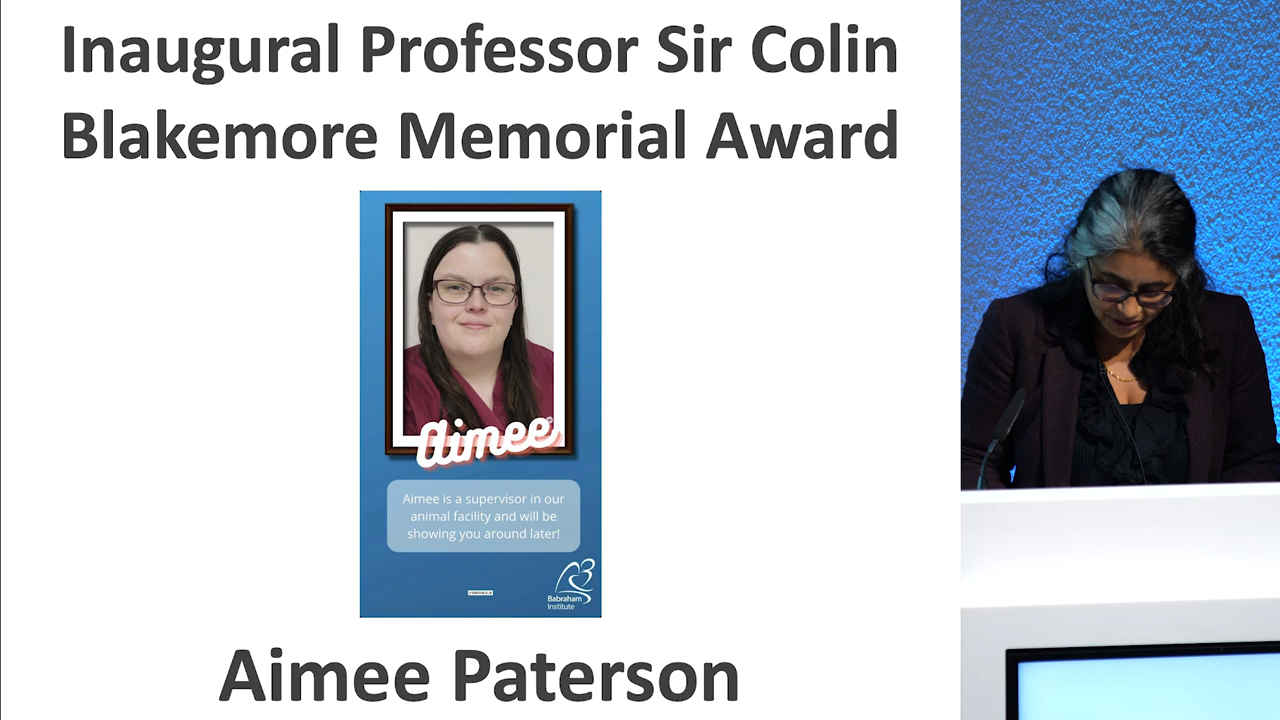 Inaugural Professor Sir Colin
Blakemore Memorial Award
Aimee
Aimee is a supervisor in our
animal facility and will be
showing you around later!
Babraham
Institute
Aimee Paterson